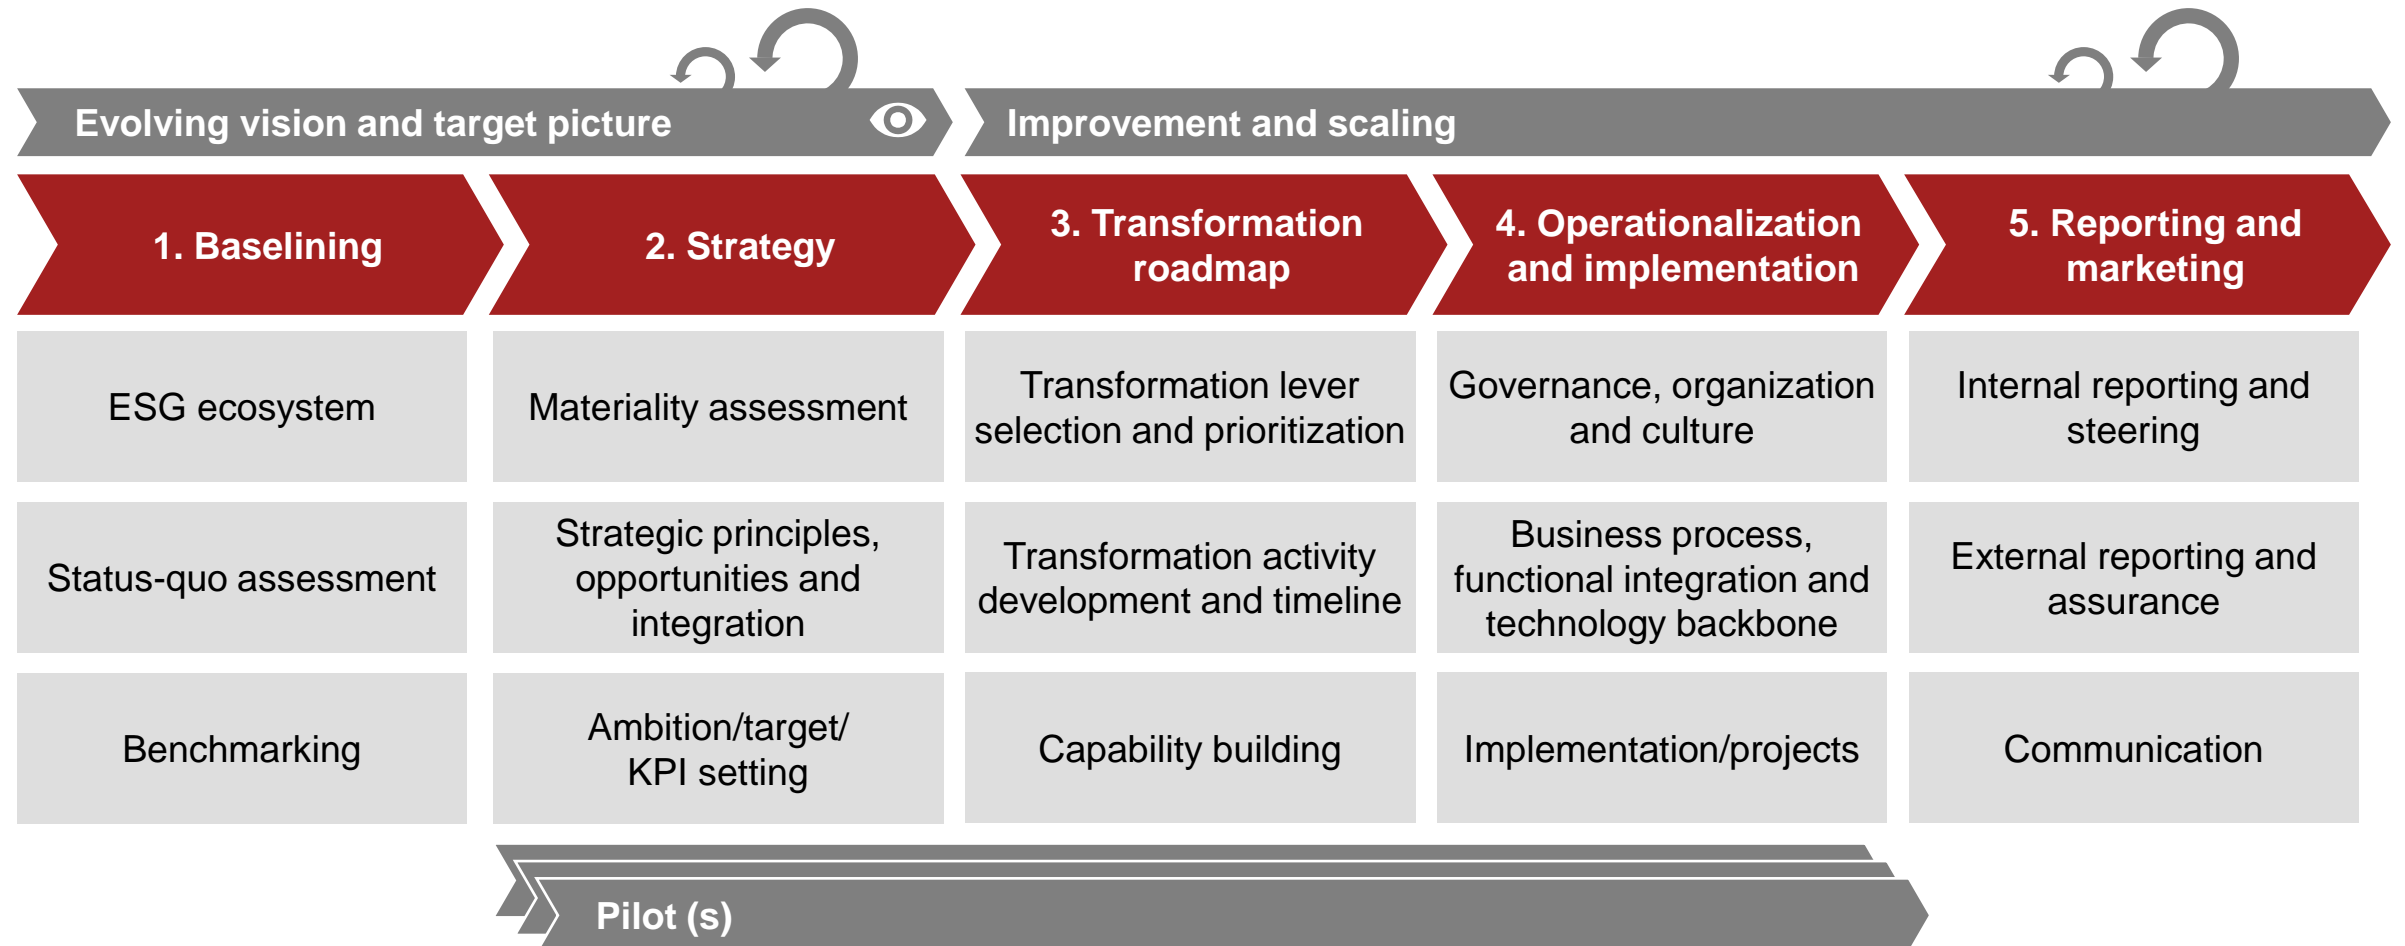 Evolving vision and target picture
Improvement and scaling
1. Baselining
2. Strategy
3. Transformation
roadmap
4. Operationalization
and implementation
5. Reporting and
marketing
ESG ecosystem
Materiality assessment
Transformation lever
selection and prioritization
Governance, organization
and culture
Internal reporting and
steering
Status-quo assessment
Strategic principles,
opportunities and
integration
Transformation activity
development and timeline
Business process,
functional integration and
technology backbone
External reporting and
assurance
Benchmarking
Ambition/target/
KPI setting
Capability building
Implementation/projects
Communication
Pilot (s)